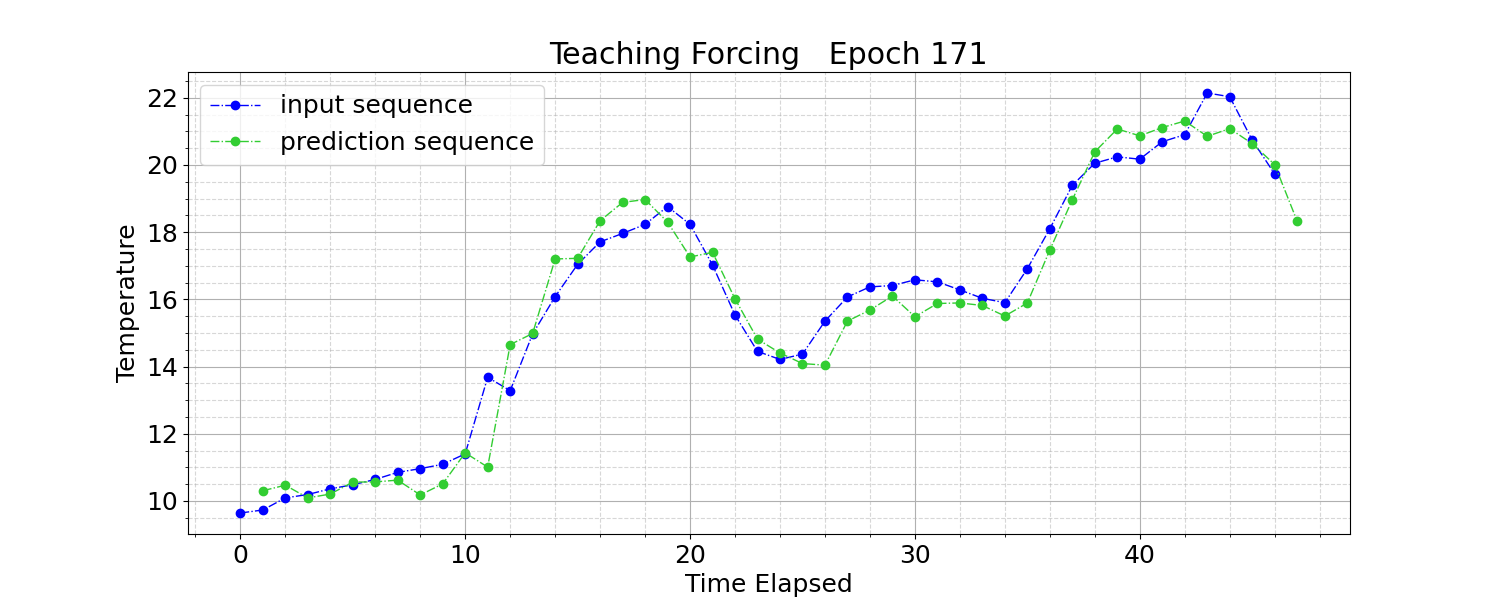 Teaching Forcing   Epoch 171
input sequence
prediction sequence
Temperature
22
20
18
16
14
12
10
0 10 20 30 40
Time Elapsed